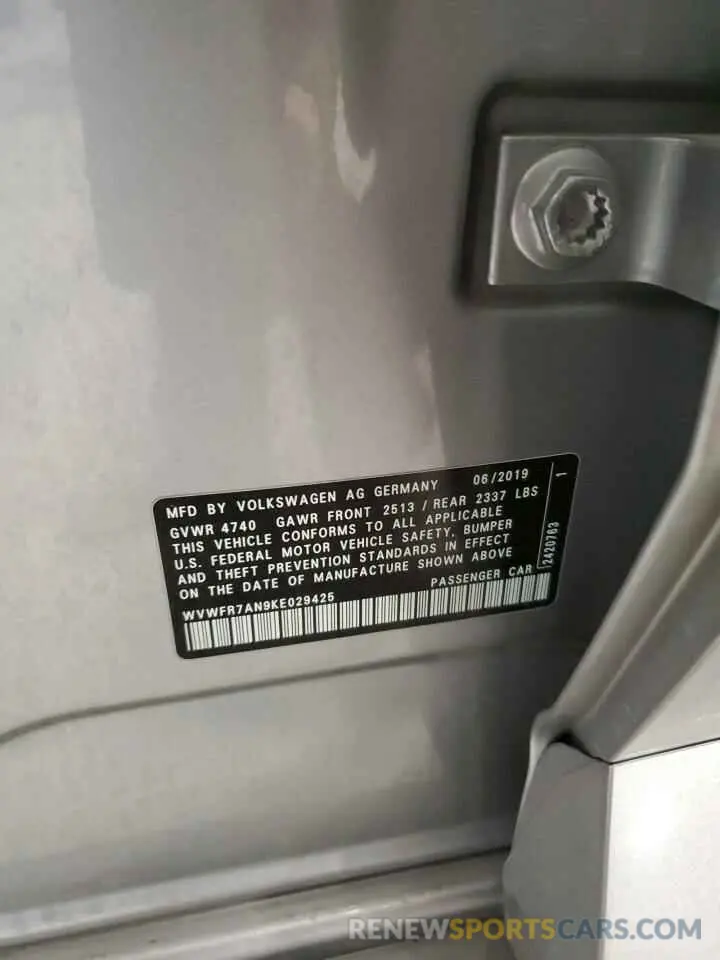 MFD BY VOLKSWAGEN AG GERMANY 06/2019 1
GVWR 4740 GAWR FRONT 2513 / REAR 2337 LBS
THIS VEHICLE CONFORMS TO ALL APPLICABLE
U.S. FEDERAL MOTOR VEHICLE SAFETY, BUMPER
AND THEFT PREVENTION STANDARDS IN EFFECT
ON THE DATE OF MANUFACTURE SHOWN ABOVE
PASSENGER CAR
2420763
WVWFR7AN9KE029425
RENEWSPORTSCARS.COM